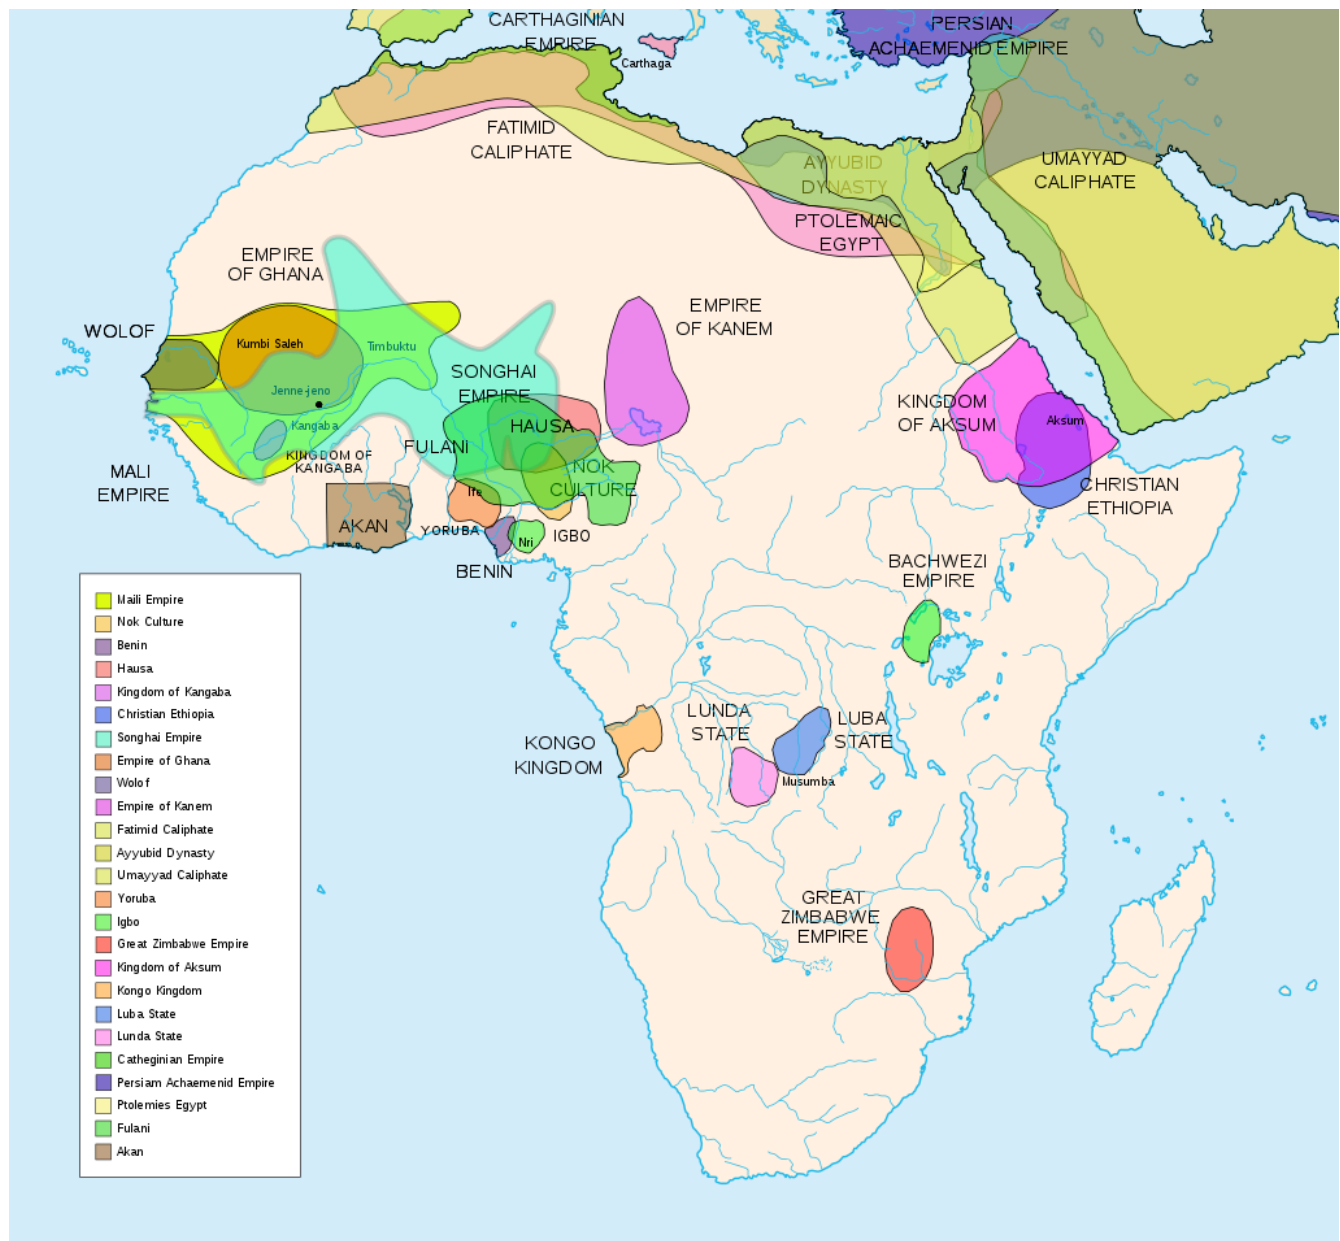 CARTHAGINIAN
EMPIRE
Carthaga
PERSIAN
ACHAEMENID EMPIRE
FATIMID
CALIPHATE
AYYUBID
DYNASTY
UMAYYAD
CALIPHATE
PTOLEMAIC
EGYPT
EMPIRE
OF GHANA
WOLOF
Kumbi Saleh
Timbuktu
EMPIRE
OF KANEM
SONGHAI
EMPIRE
Jenne-jeno
Kangaba
KINGDOM OF
KANGABA
FULANI
HAUSA
NOK
CULTURE
KINGDOM
OF AKSUM
Aksum
CHRISTIAN
ETHIOPIA
MALI
EMPIRE
AKAN
Ife
YORUBA
Nri
IGBO
BENIN
BACHWEZI
EMPIRE
LUNDA
STATE
LUBA
STATE
Musumba
KONGO
KINGDOM
GREAT
ZIMBABWE
EMPIRE
Maili Empire
Nok Culture
Benin
Hausa
Kingdom of Kangaba
Christian Ethiopia
Songhai Empire
Empire of Ghana
Wolof
Empire of Kanem
Fatimid Caliphate
Ayyubid Dynasty
Umayyad Caliphate
Yoruba
Igbo
Great Zimbabwe Empire
Kingdom of Aksum
Kongo Kingdom
Luba State
Lunda State
Catheginian Empire
Persiam Achaemenid Empire
Ptolemies Egypt
Fulani
Akan